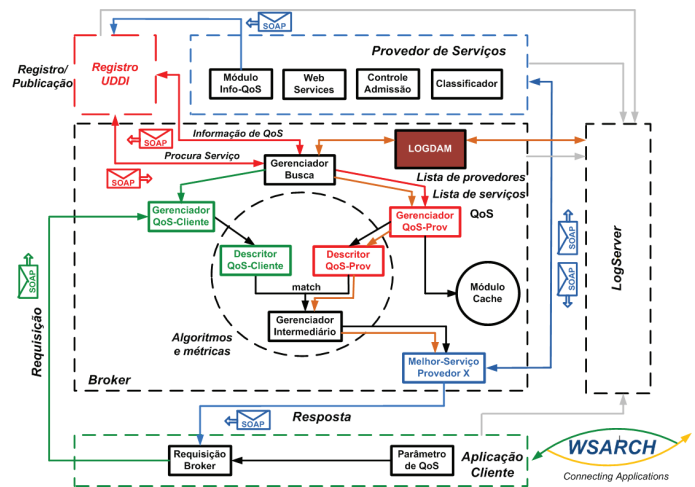 SOAP
Registro/
Publicação
Registro
UDDI
Provedor de Serviços
Módulo
Info-QoS
Web
Services
Controle
Admissão
Classificador
SOAP
Informação de QoS
Procura Serviço
SOAP
Gerenciador
Busca
LOGDAM
Lista de provedores
Lista de serviços
QoS
Gerenciador
QoS-Cliente
Gerenciador
QoS-Prov
Descritor
QoS-Cliente
Descritor
QoS-Prov
match
Módulo
Cache
Gerenciador
Intermediário
Algoritmos
e métricas
Melhor-Serviço
Provedor X
Broker
SOAP
Requisição
SOAP
SOAP
LogServer
SOAP
Resposta
Requisição
Broker
Parâmetro
de QoS
Aplicação
Cliente
WSARCH
Connecting Applications